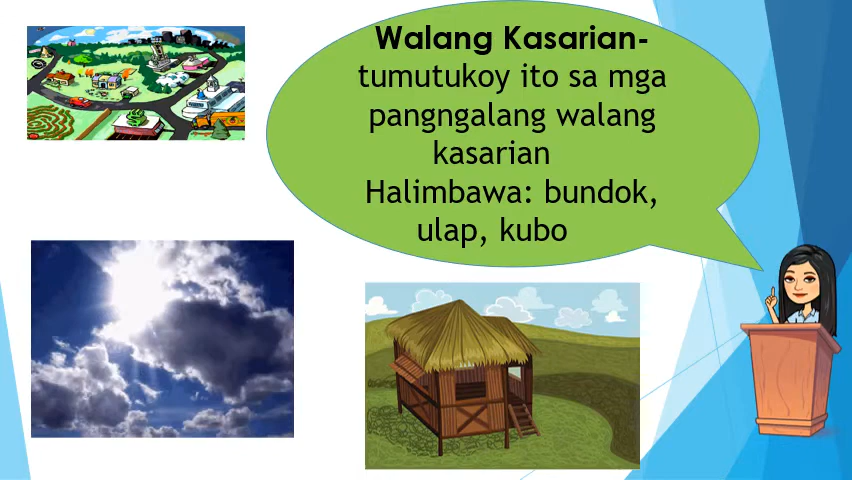 Walang Kasarian-
tumutukoy ito sa mga
pangngalang walang
kasarian
Halimbawa: bundok,
ulap, kubo